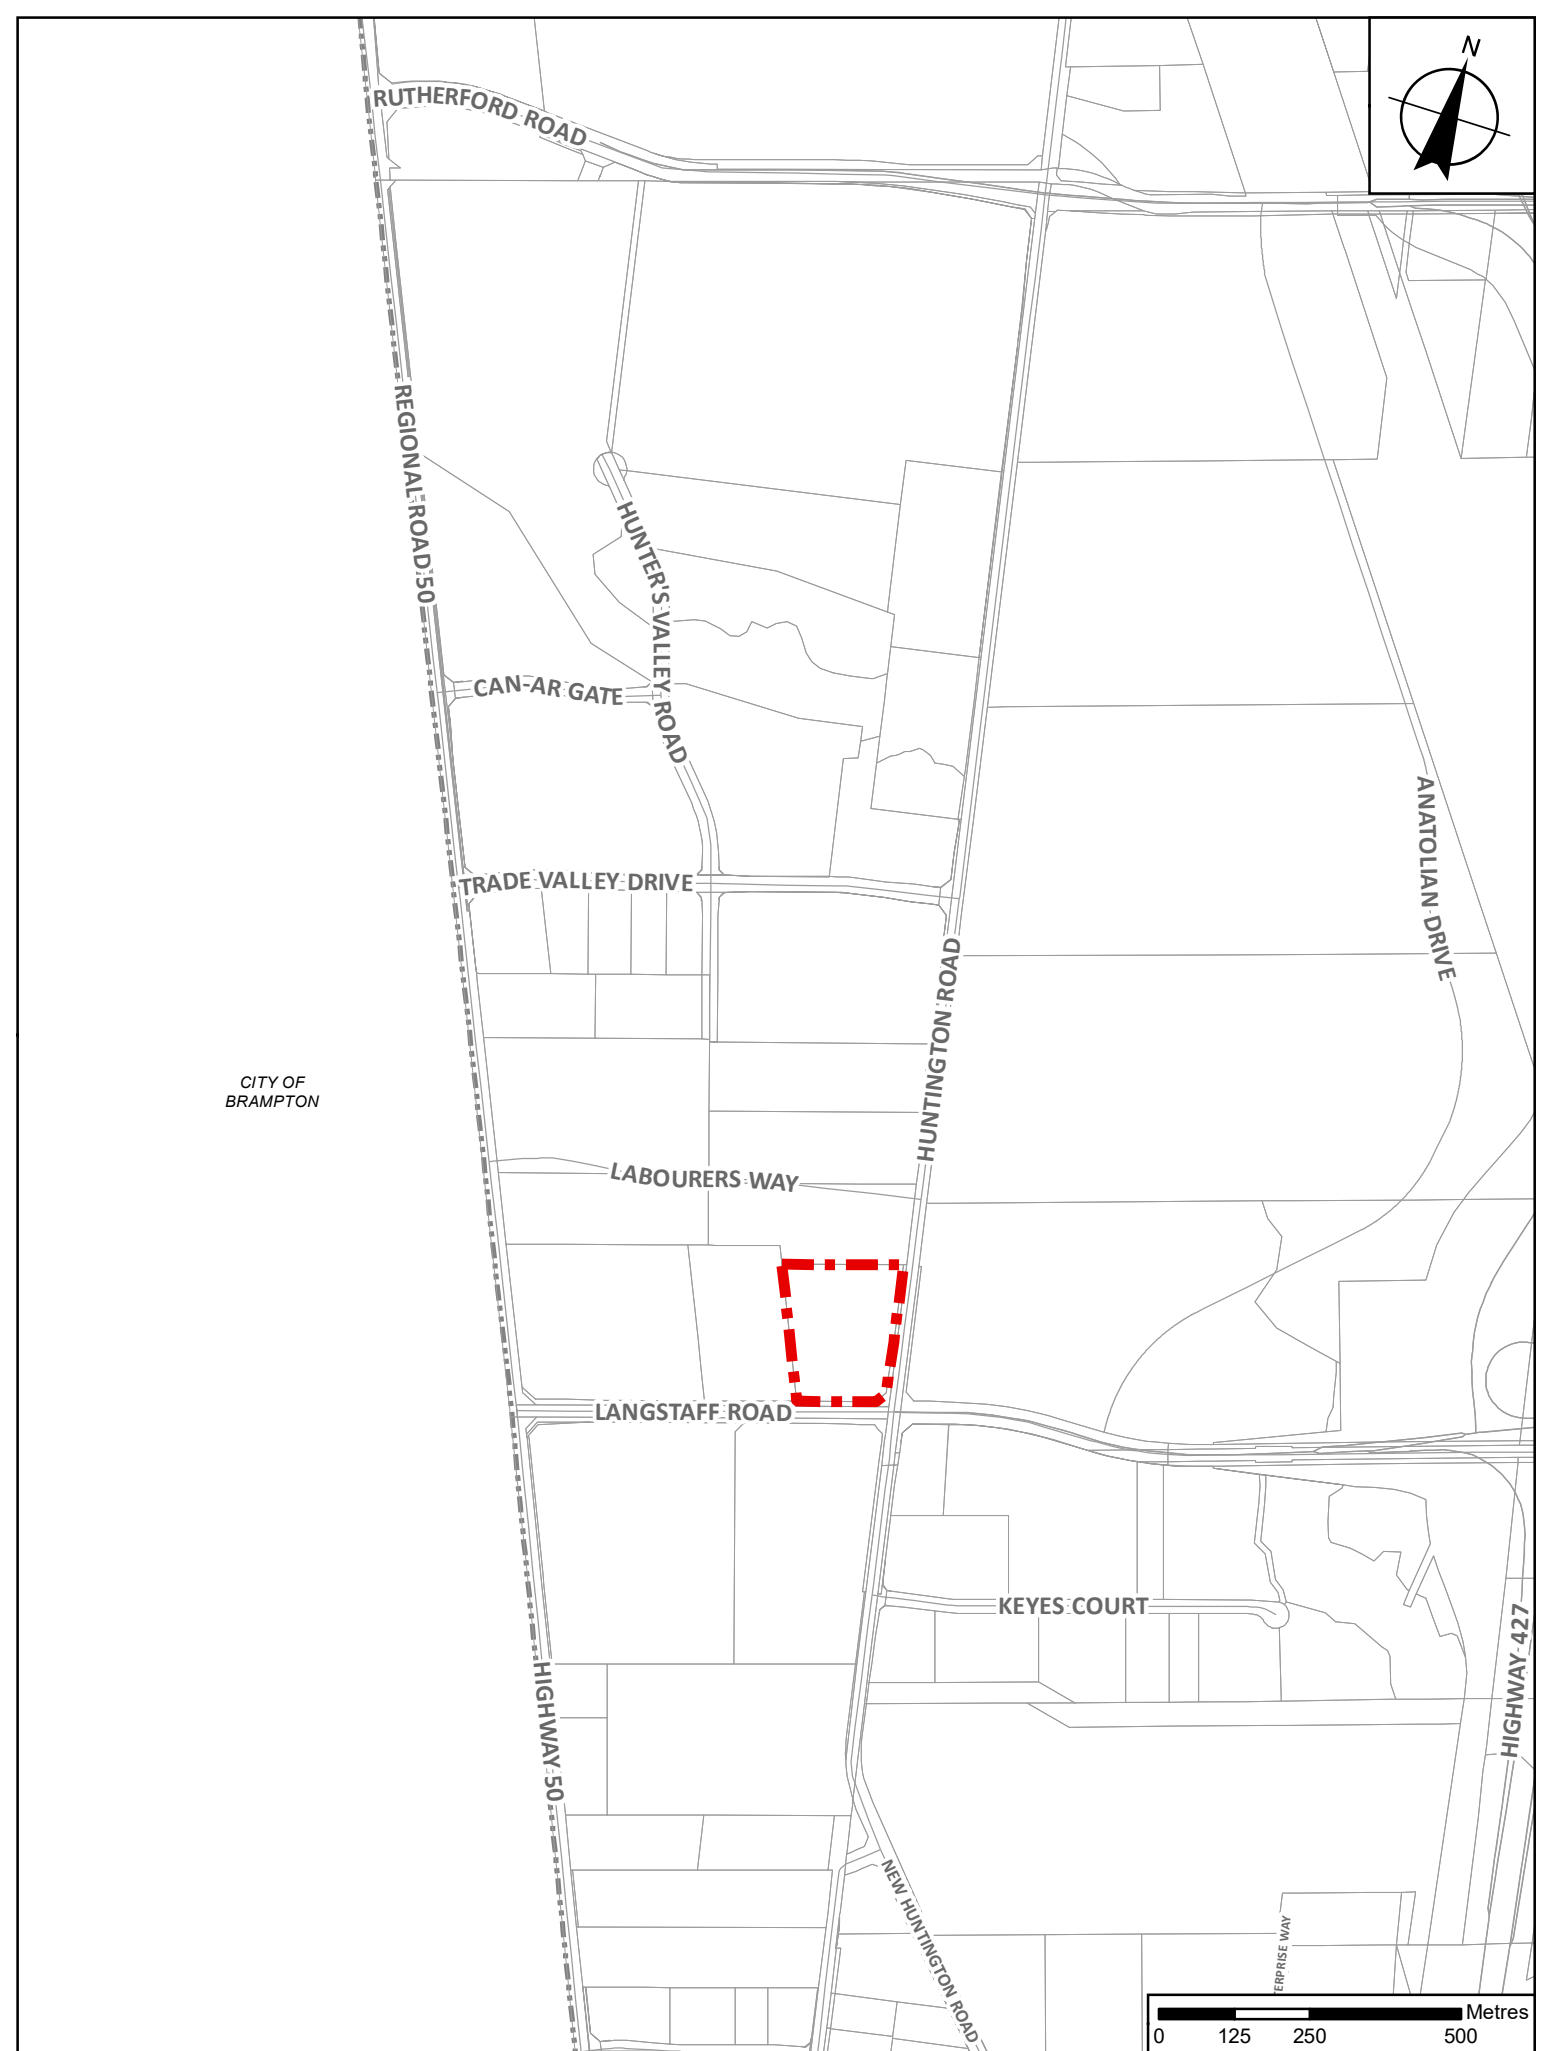 N
RUTHERFORD ROAD
REGIONAL ROAD 50
HUNTER'S VALLEY ROAD
CAN-AR GATE
ANATOLIAN DRIVE
TRADE VALLEY DRIVE
HUNTINGTON ROAD
CITY OF
BRAMPTON
LABOURERS WAY
LANGSTAFF ROAD
KEYES COURT
HIGHWAY 427
HIGHWAY 50
NEW HUNTINGTON ROAD
ERPRISE WAY
Metres
0 125 250 500